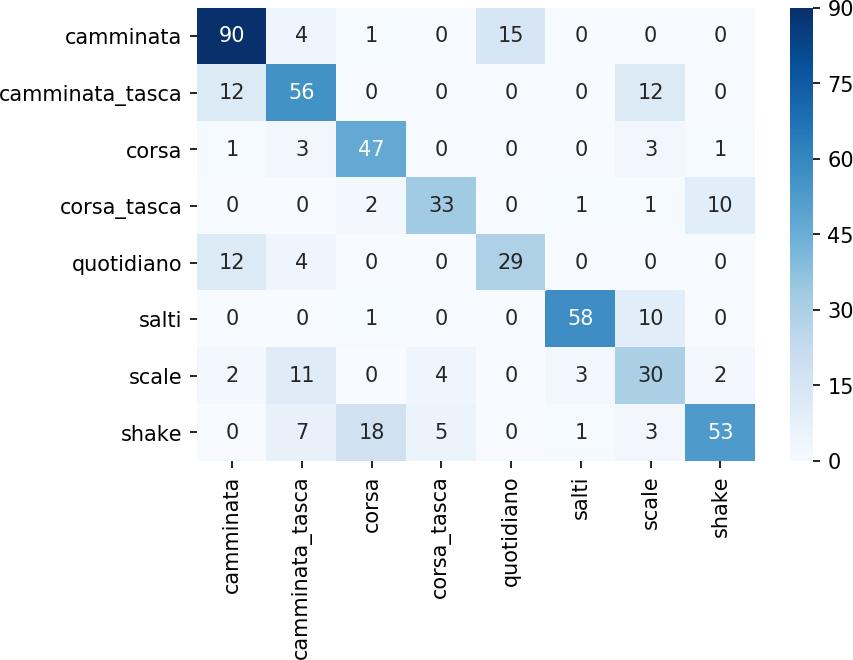 camminata 90 4 1 0 15 0 0 0
camminata_tasca 12 56 0 0 0 0 12 0
corsa 1 3 47 0 0 0 3 1
corsa_tasca 0 0 2 33 0 1 1 10
quotidiano 12 4 0 0 29 0 0 0
salti 0 0 1 0 0 58 10 0
scale 2 11 0 4 0 3 30 2
shake 0 7 18 5 0 1 3 53
camminata
camminata_tasca
corsa
corsa_tasca
quotidiano
salti
scale
shake
90
75
60
45
30
15
0